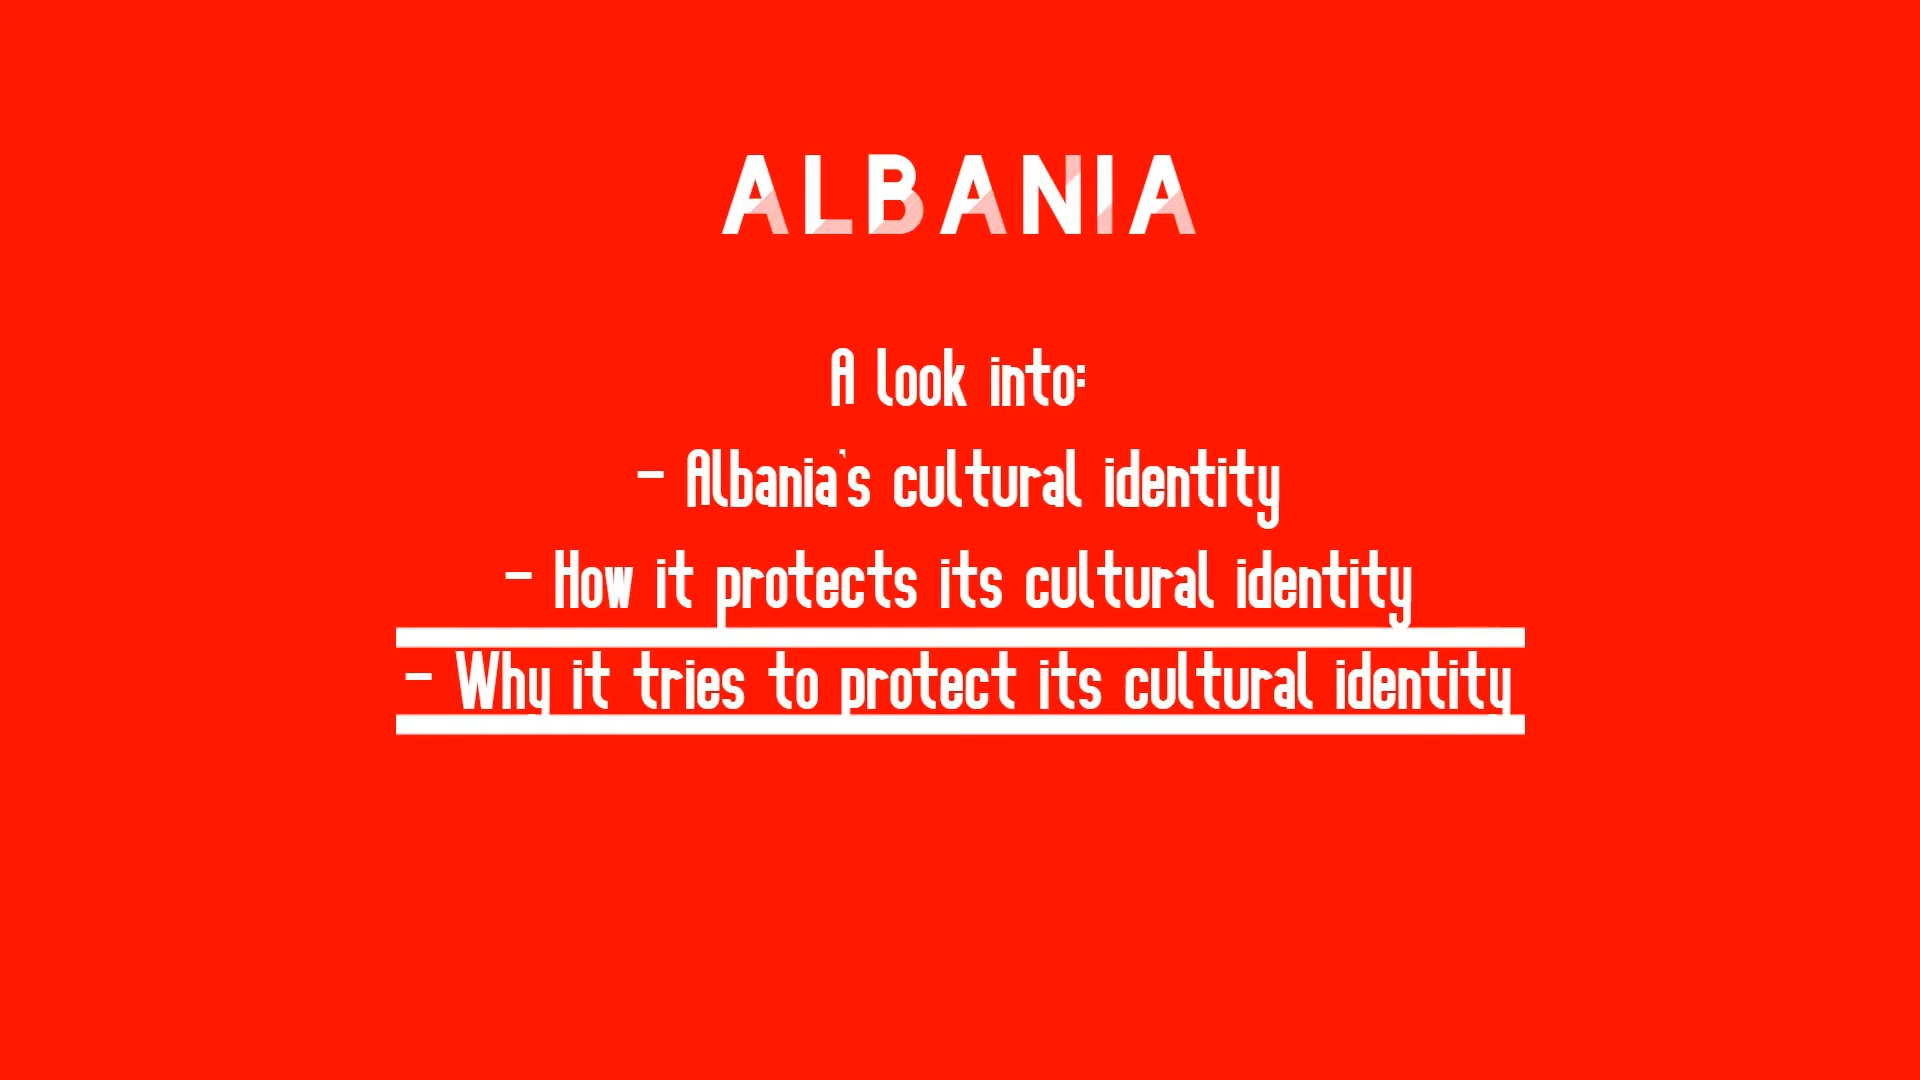 ALBANIA
A look into:
- Albania's cultural identity
- How it protects its cultural identity
- Why it tries to protect its cultural identity